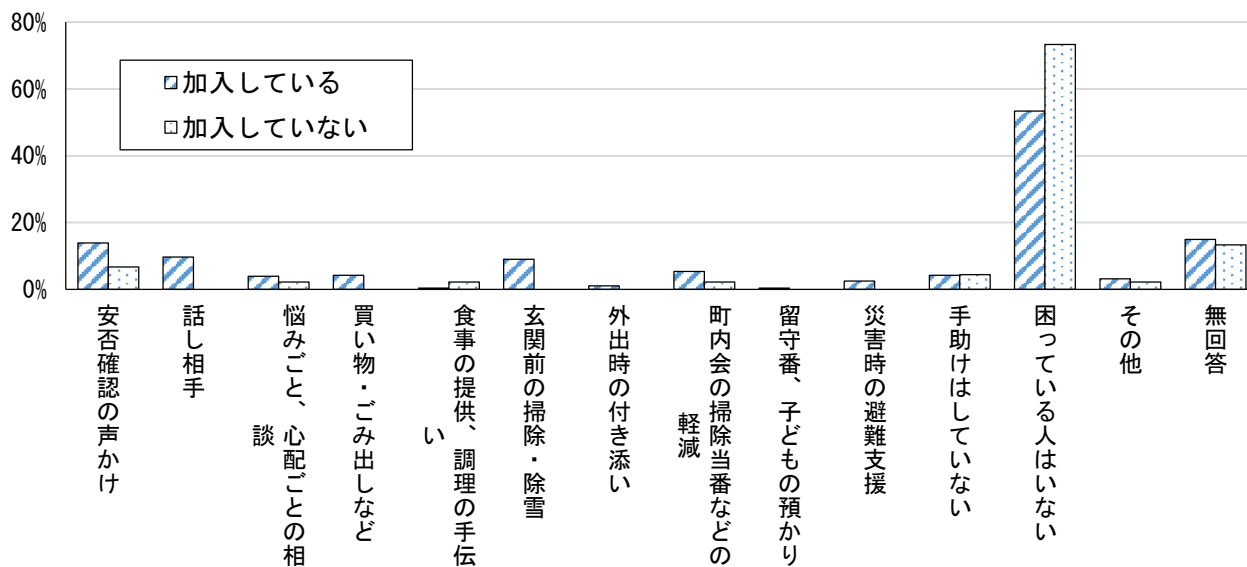 80%
60%
40%
20%
0%
加入している
加入していない
安否確認の声かけ
話し相手
悩みごと、心配ごとの相
談
買い物・ごみ出しなど
食事の提供、調理の手伝
い
玄関前の掃除・除雪
外出時の付き添い
町内会の掃除当番などの
軽減
留守番、子どもの預かり
災害時の避難支援
手助けはしていない
困っている人はいない
その他
無回答